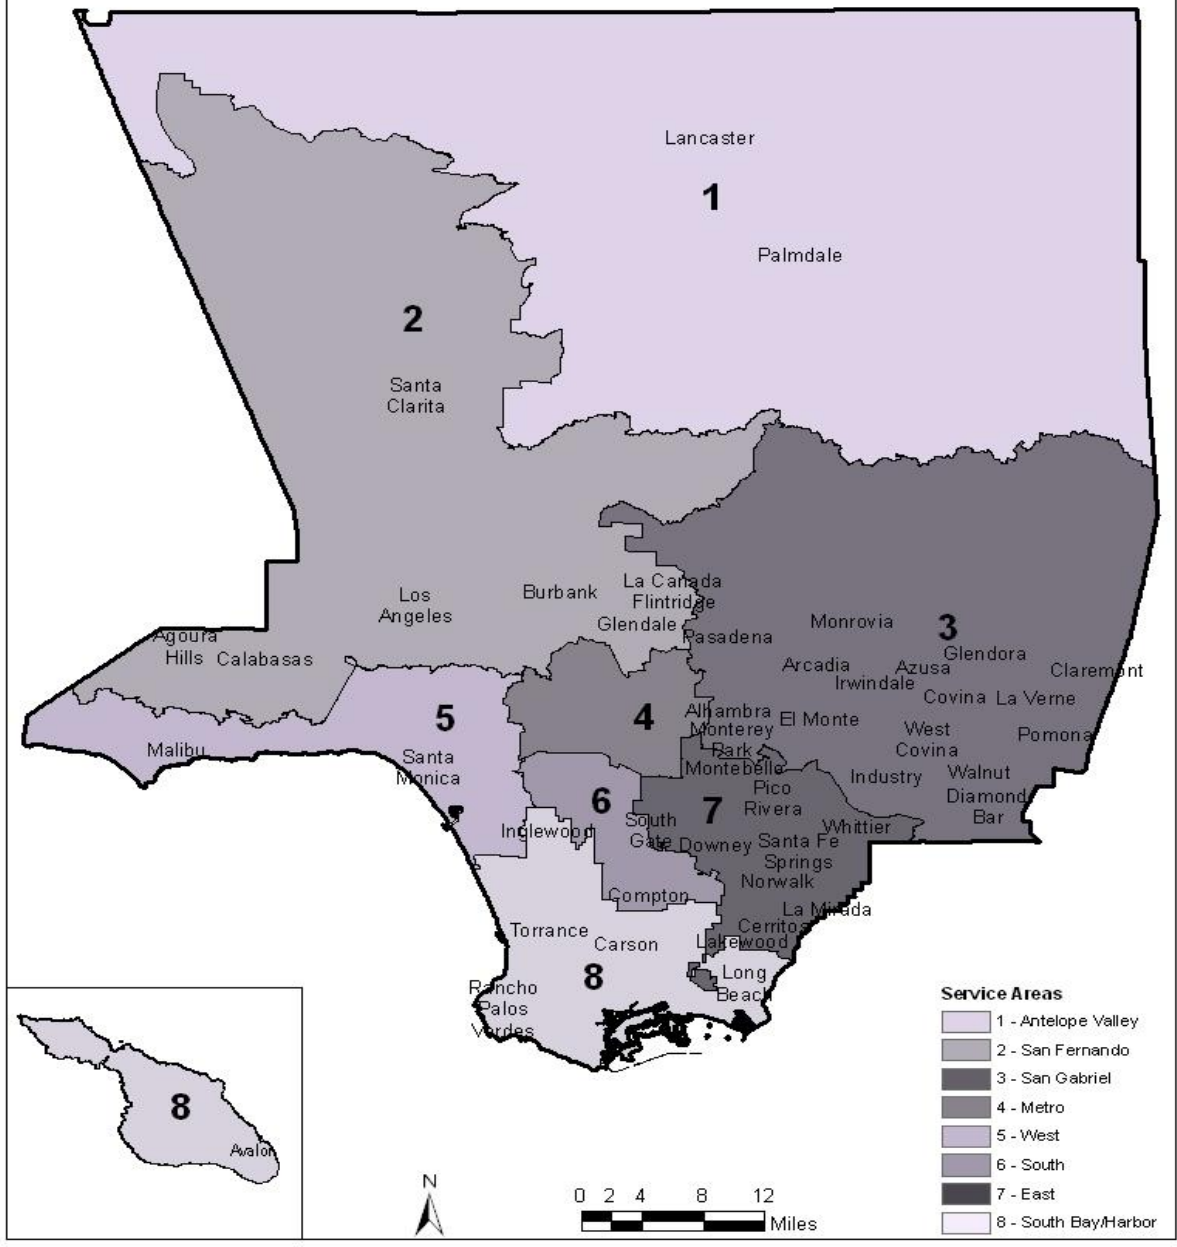 Lancaster
1
Palmdale
2
Santa
Clarita
La Canada
Flintridge
Burbank
Los
Angeles
Glendale
Pasadena
Monrovia
3
Glendora
Agoura
Hills
Calabasas
Arcadia
Azusa
Claremont
Irwindale
Covina
La Verne
5
4
Alhambra
El Monte
Monterey
Park
West
Covina
Pomona
Malibu
Santa
Monica
Montebello
Industry
Walnut
Diamond
Bar
6
7
Pico
Rivera
South
Gate
Inglewood
Whittier
Downey
Santa Fe
Springs
Norwalk
Compton
La Mirada
Cerritos
Torrance
Carson
Lakewood
8
Long
Beach
Rancho
Palos
Verdes
8
Avalon
N
0 2 4 8 12
Miles
Service Areas
1 - Antelope Valley
2 - San Fernando
3 - San Gabriel
4 - Metro
5 - West
6 - South
7 - East
8 - South Bay/Harbor